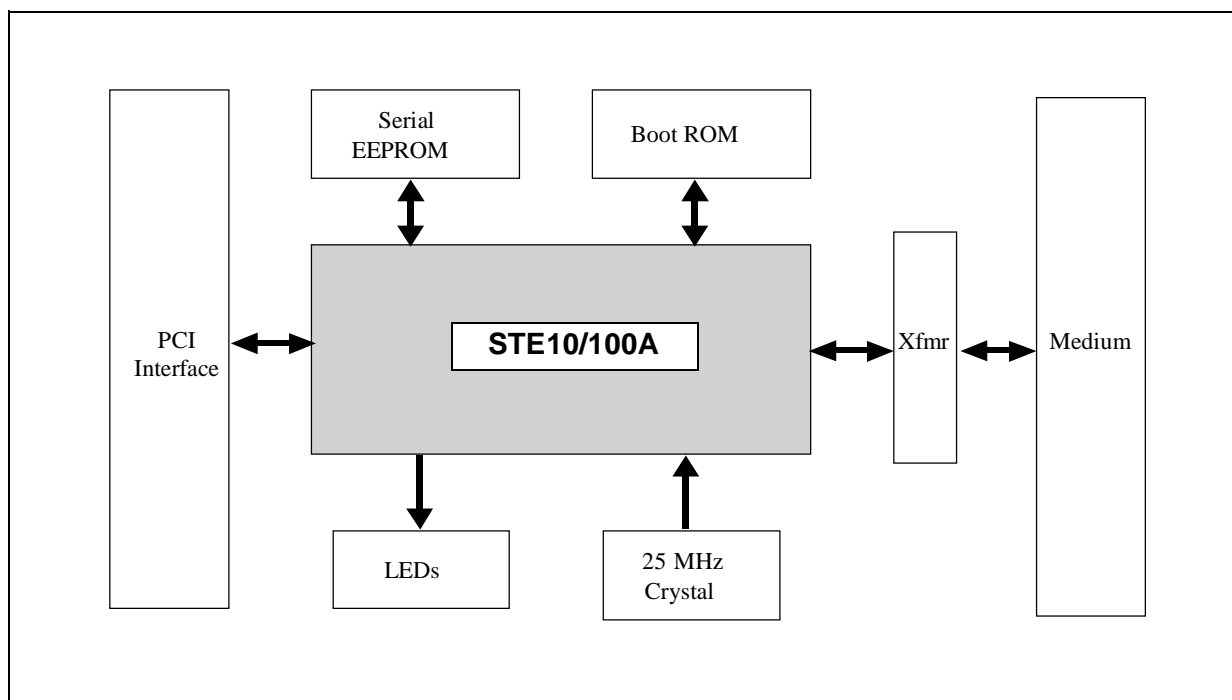 Serial
EEPROM
Boot ROM
PCI
Interface
STE10/100A
Xfmr
Medium
LEDs
25 MHz
Crystal